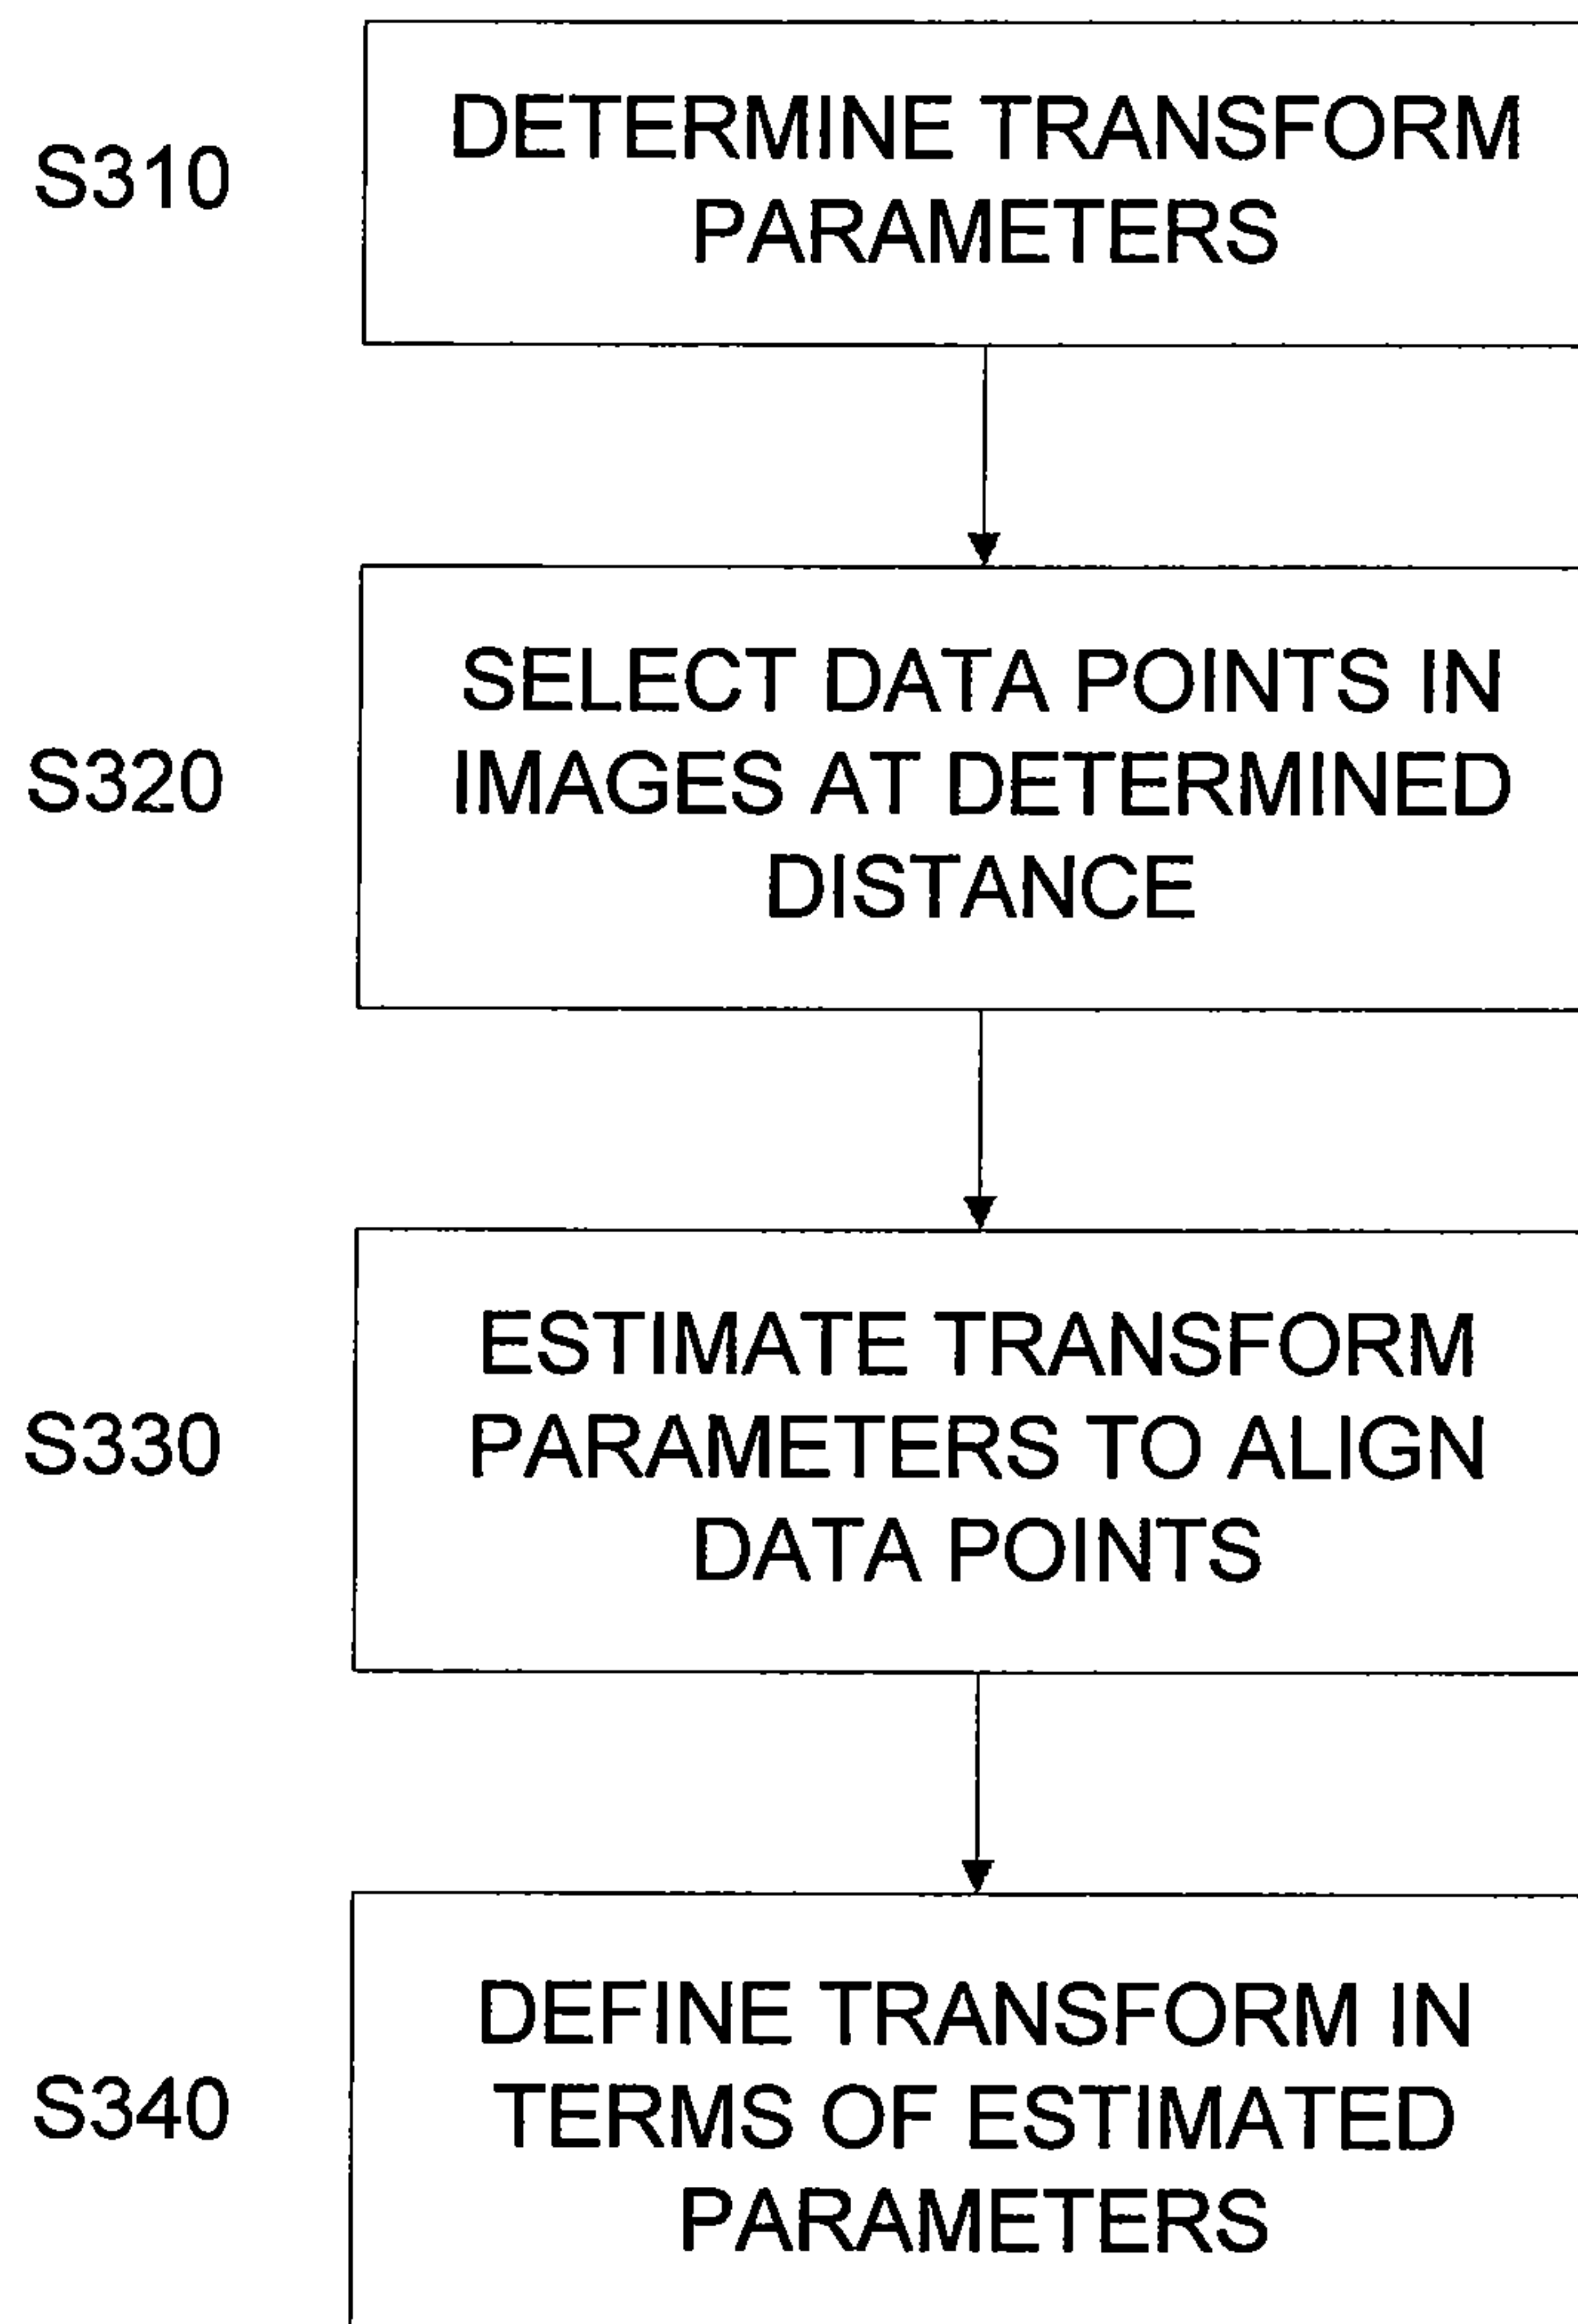 S310
DETERMINE TRANSFORM
PARAMETERS
S320
SELECT DATA POINTS IN
IMAGES AT DETERMINED
DISTANCE
S330
ESTIMATE TRANSFORM
PARAMETERS TO ALIGN
DATA POINTS
S340
DEFINE TRANSFORM IN
TERMS OF ESTIMATED
PARAMETERS